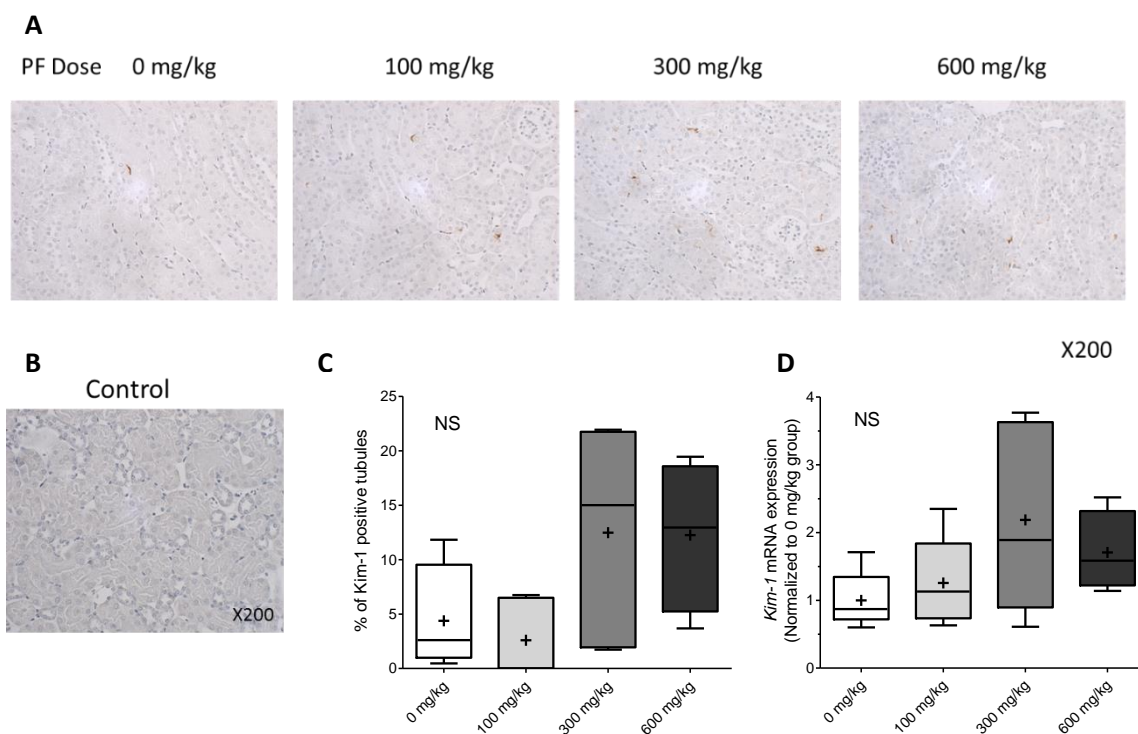 A
PF Dose 0 mg/kg 100 mg/kg 300 mg/kg 600 mg/kg
X200
B
Control
X200
C
% of Kim-1 positive tubules
25
20
15
10
5
0
NS
0 mg/kg 100 mg/kg 300 mg/kg 600 mg/kg
D
Kim-1 mRNA expression
(Normalized to 0 mg/kg group)
4
3
2
1
0
NS
0 mg/kg 100 mg/kg 300 mg/kg 600 mg/kg